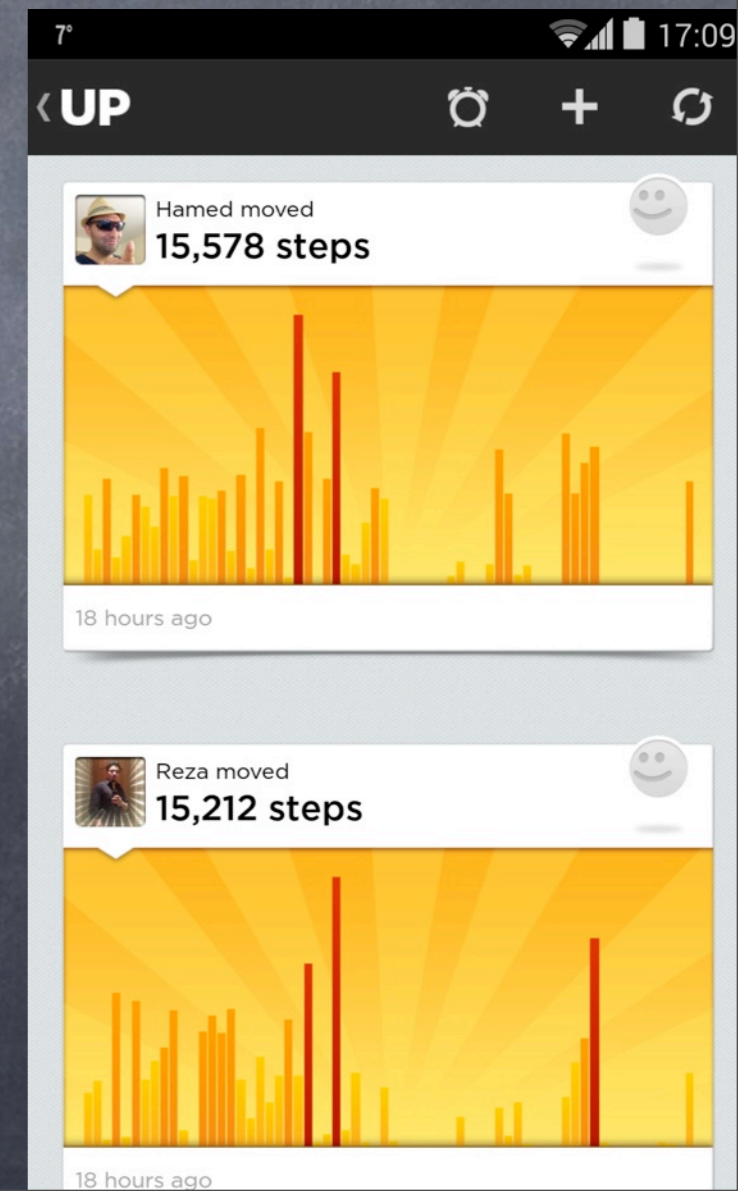 7°
17:09
UP
Hamed moved
15,578 steps
18 hours ago
Reza moved
15,212 steps
18 hours ago